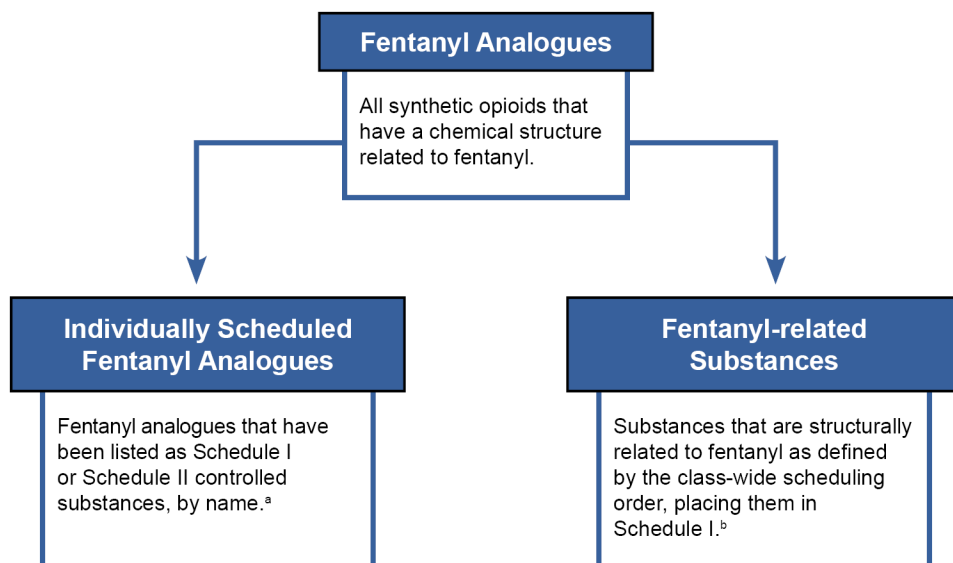 Fentanyl Analogues
All synthetic opioids that
have a chemical structure
related to fentanyl.
Individually Scheduled
Fentanyl Analogues
Fentanyl analogues that have
been listed as Schedule I
or Schedule II controlled
substances, by name.ᵃ
Fentanyl-related
Substances
Substances that are structurally
related to fentanyl as defined
by the class-wide scheduling
order, placing them in
Schedule I.ᵇ